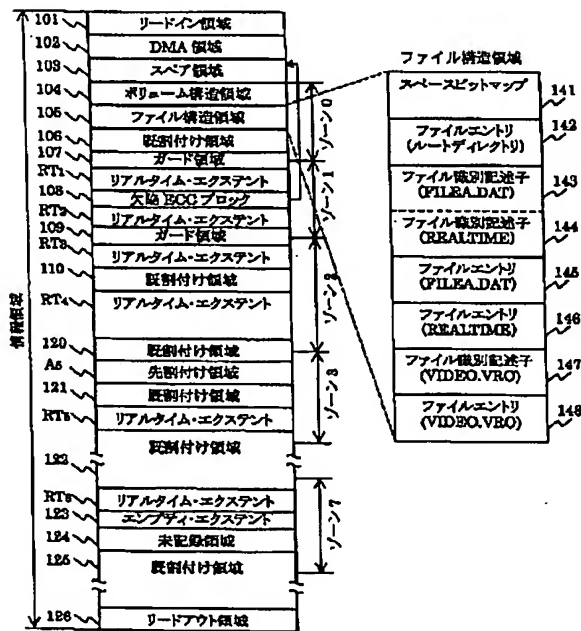 101 リードイン領域
102 DMA 領域
103 スペア領域
104 ボリューム構造領域
105 ファイル構造領域
106 既割付け領域
107 ガード領域
RT1 リアルタイム・エクステント
108 欠陥 ECC ブロック
RT2 リアルタイム・エクステント
109 ガード領域
RT3 リアルタイム・エクステント
110 既割付け領域
RT4 リアルタイム・エクステント
120 既割付け領域
A5 先割付け領域
121 既割付け領域
RT5 リアルタイム・エクステント
122 既割付け領域
リアルタイム・エクステント
123 エンプティ・エクステント
124 未記録領域
125 既割付け領域
126 リードアウト領域
情報領域
ゾーン0
ゾーン1
ゾーン2
ゾーン3
ゾーン7
ファイル構造領域
スペースビットマップ 141
ファイルエントリ 142
(ルートディレクトリ)
ファイル識別記述子 143
(FILEA.DAT)
ファイル識別記述子 144
(REALTIME)
ファイルエントリ 145
(FILEA.DAT)
ファイルエントリ 146
(REALTIME)
ファイル識別記述子 147
(VIDEO.VRO)
ファイルエントリ 148
(VIDEO.VRO)